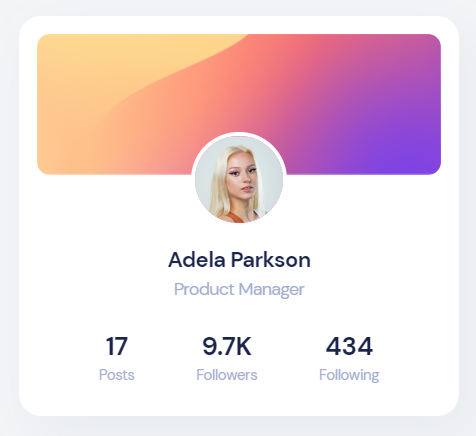 Adela Parkson
Product Manager
17 9.7K 434
Posts Followers Following